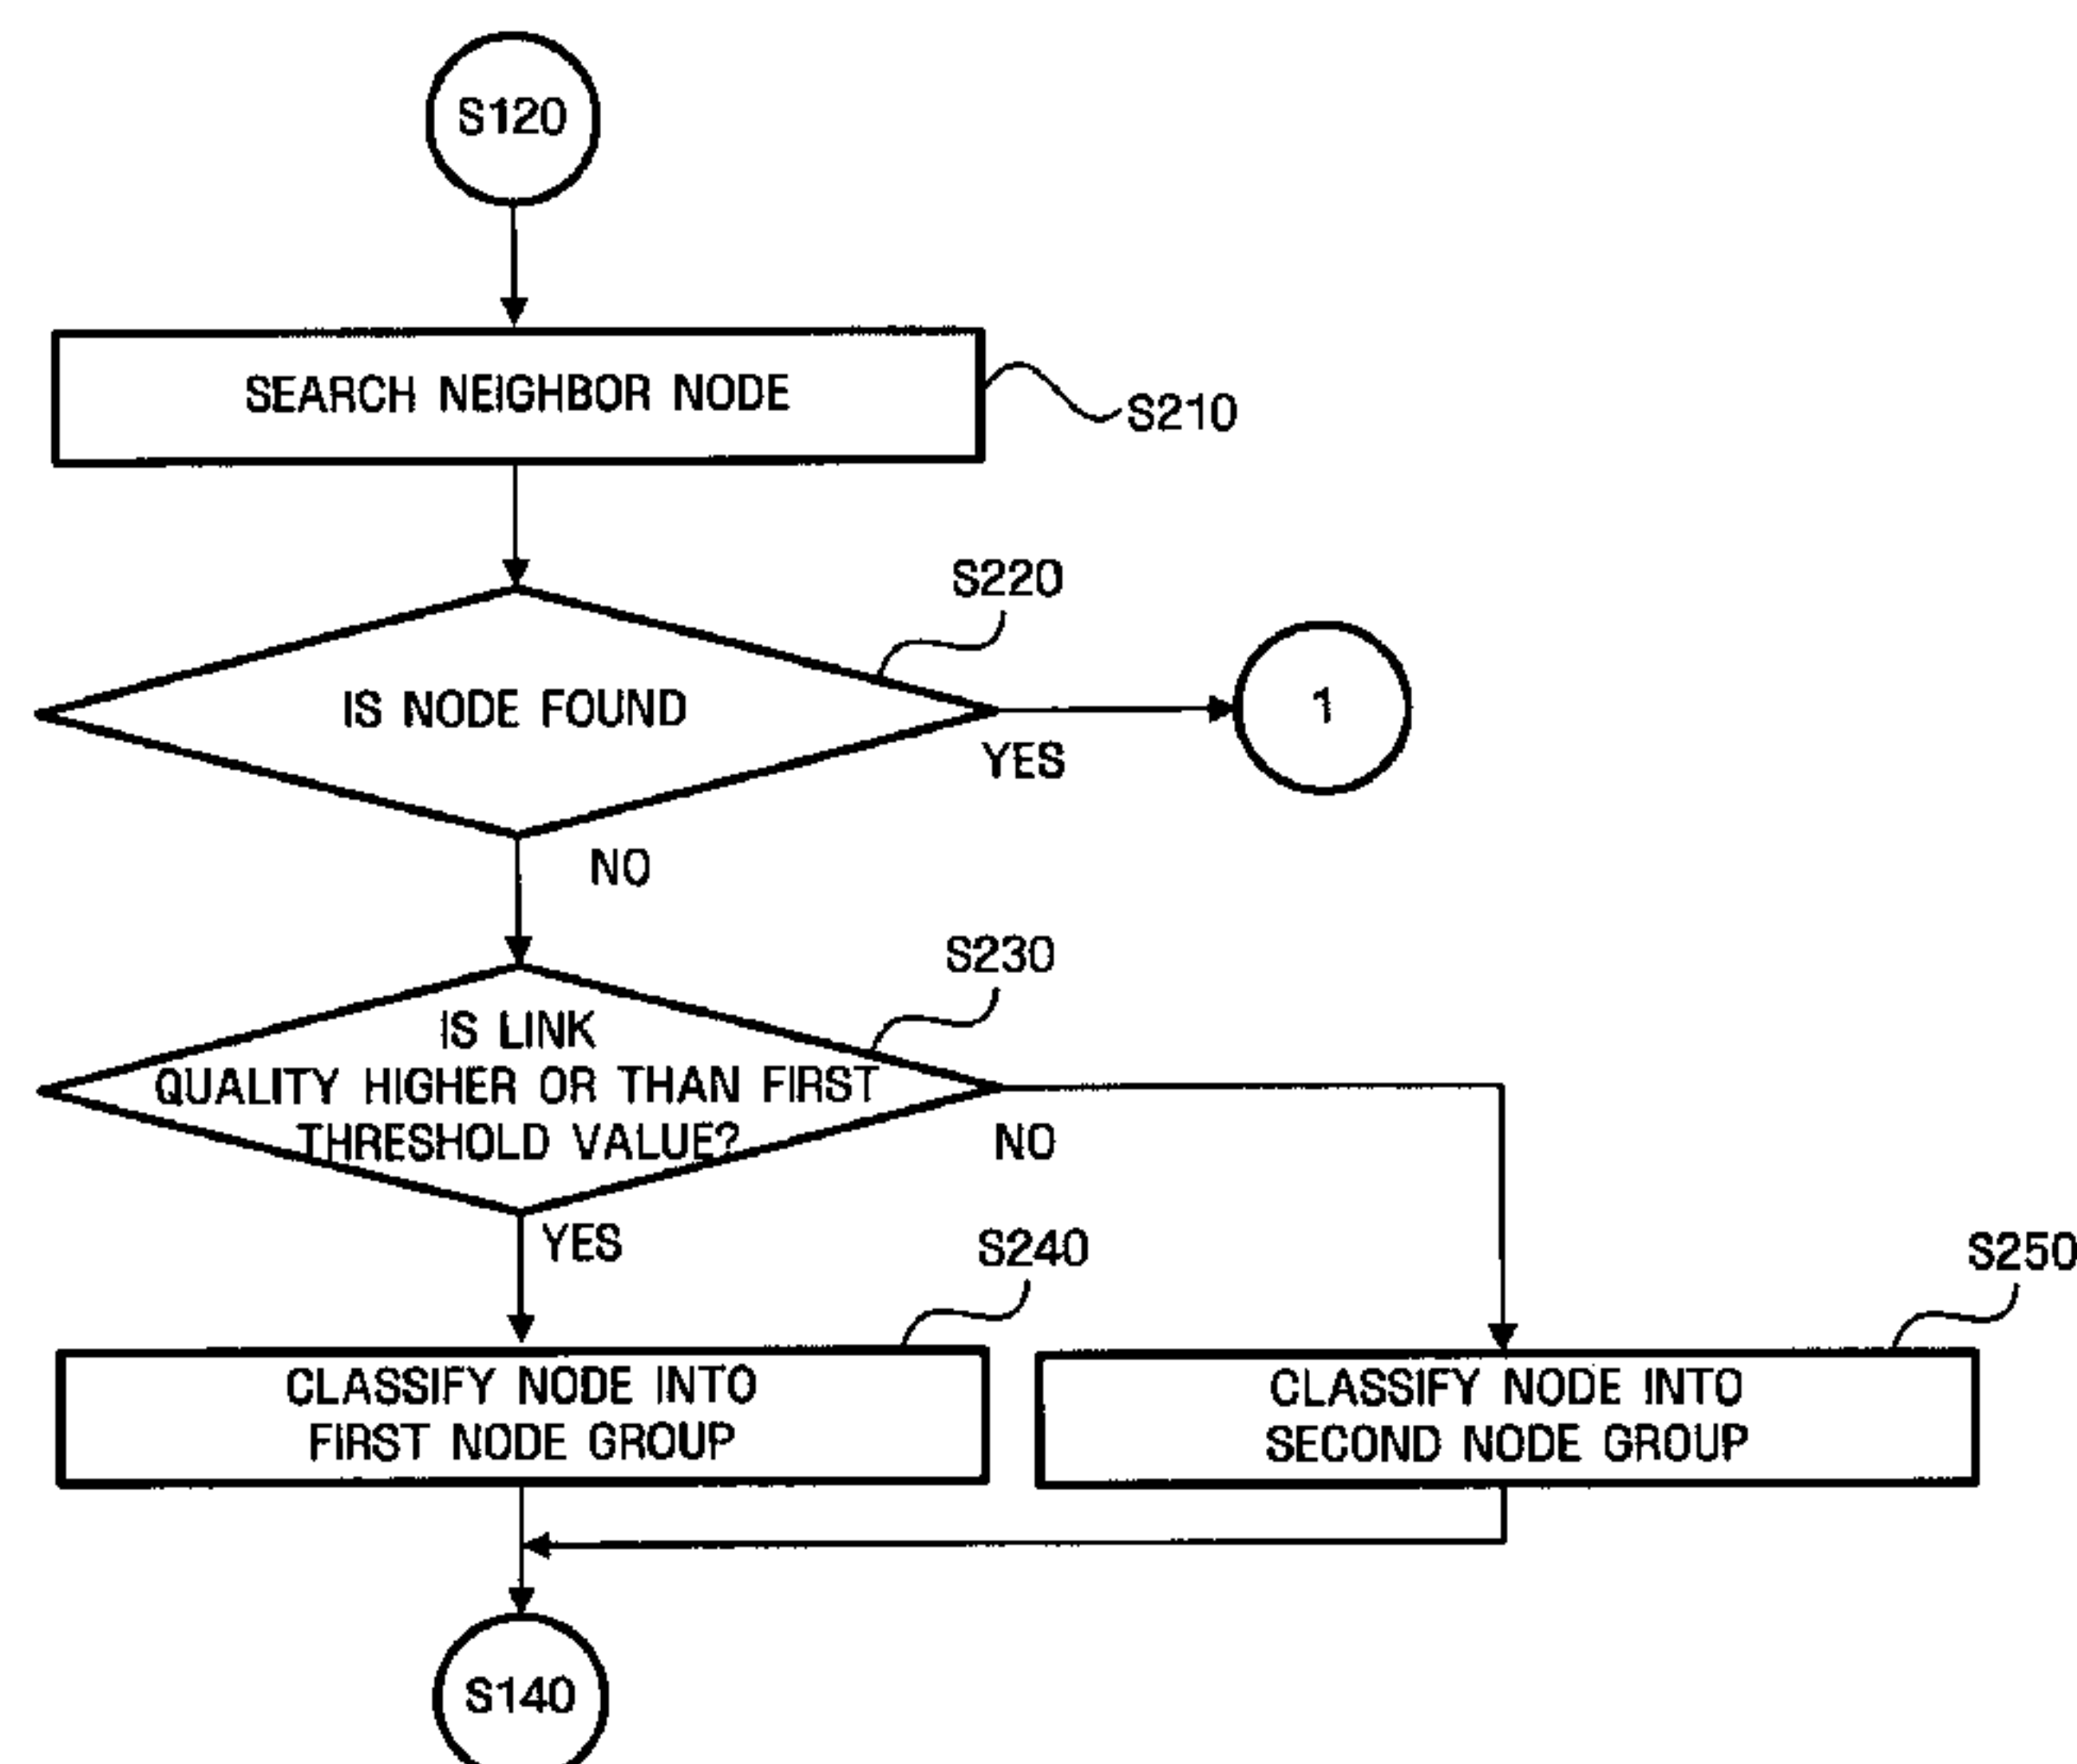 S120
SEARCH NEIGHBOR NODE
S210
S220
IS NODE FOUND
1
YES
NO
S230
IS LINK
QUALITY HIGHER OR THAN FIRST
THRESHOLD VALUE?
NO
YES
S240
S250
CLASSIFY NODE INTO
FIRST NODE GROUP
CLASSIFY NODE INTO
SECOND NODE GROUP
S140